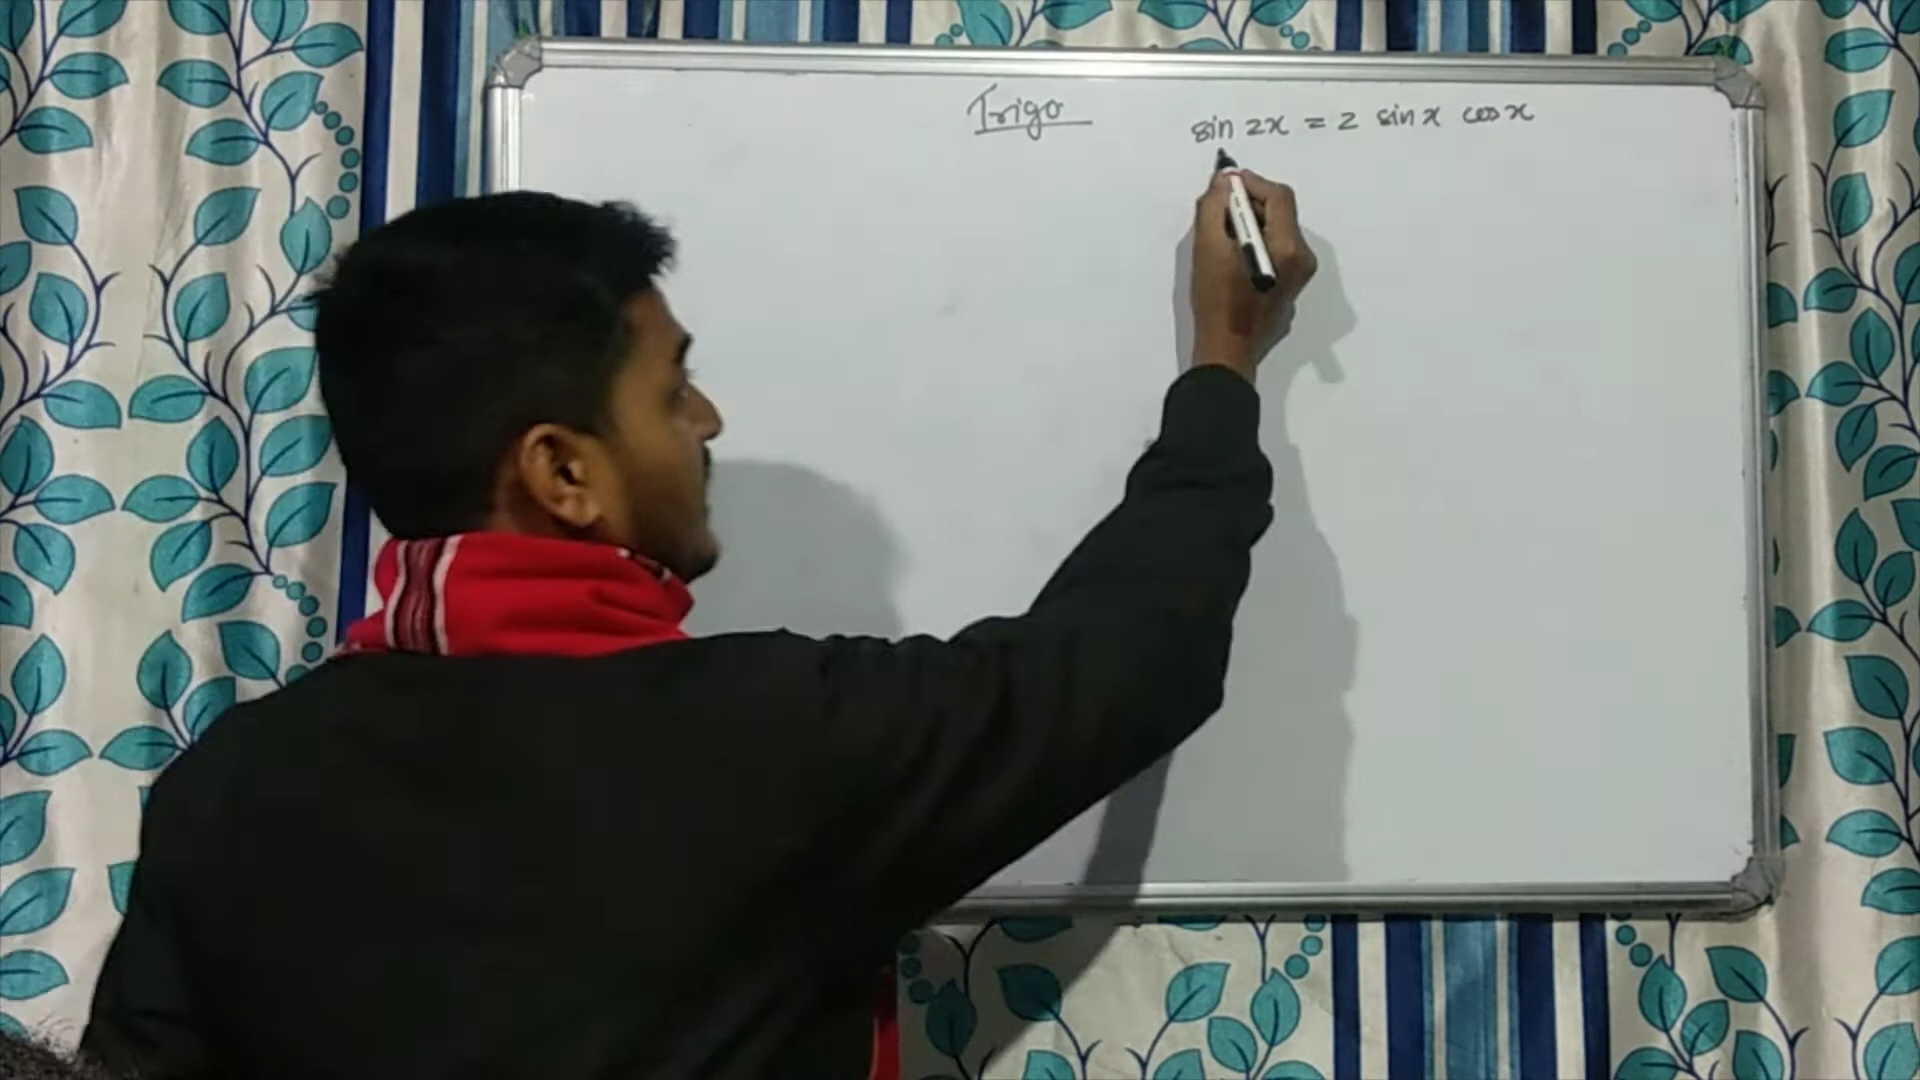 Trigo
sin 2x = 2 sin x cos x